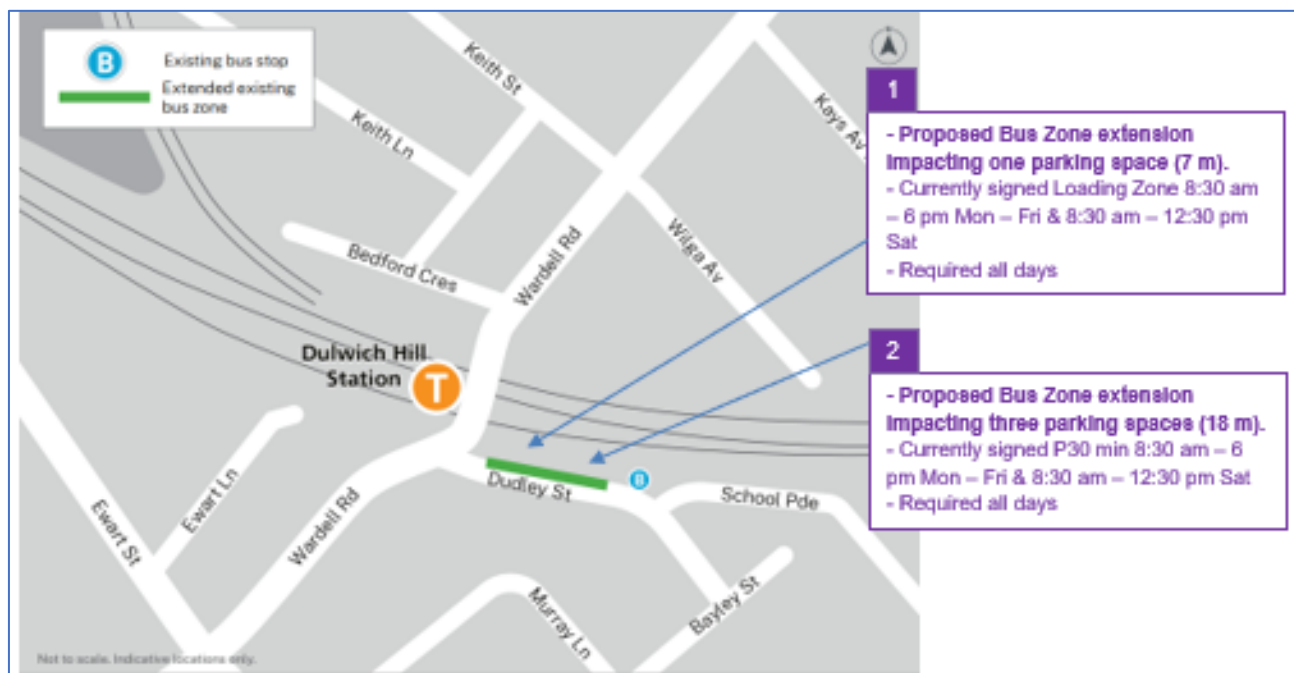 B
Existing bus stop
Extended existing
bus zone
Keith St
Keith Ln
Kays Av
1
- Proposed Bus Zone extension
impacting one parking space (7 m).
- Currently signed Loading Zone 8:30 am
– 6 pm Mon – Fri & 8:30 am – 12:30 pm
Sat
- Required all days
Bedford Cres
Wardell Rd
Wilga Av
Dulwich Hill
Station
T
2
- Proposed Bus Zone extension
impacting three parking spaces (18 m).
- Currently signed P30 min 8:30 am – 6
pm Mon – Fri & 8:30 am – 12:30 pm Sat
- Required all days
B
Dudley St
School Pde
Ewart Ln
Ewart St
Wardell Rd
Murray Ln
Bayley St
Not to scale. Indicative locations only.